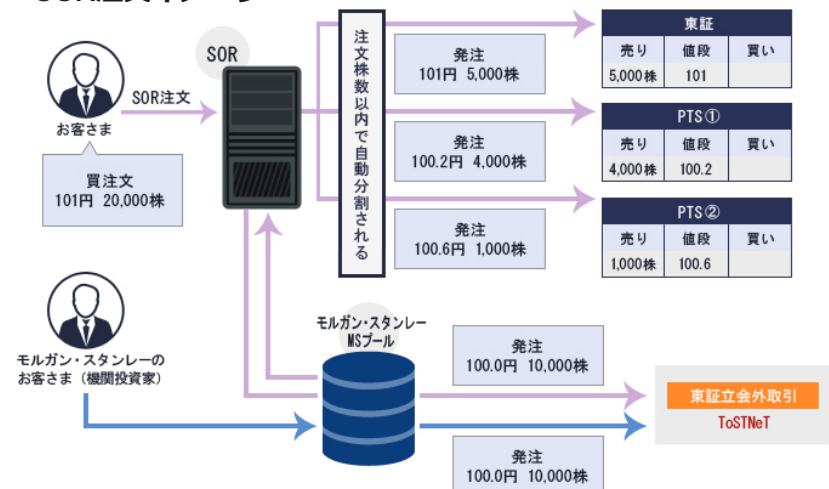 SOR
SOR注文
お客さま
買注文
101円 20,000株
注文株数以内で自動分割される
発注
101円 5,000株
発注
100.2円 4,000株
発注
100.6円 1,000株
東証
売り 値段 買い
5,000株 101
PTS①
売り 値段 買い
4,000株 100.2
PTS②
売り 値段 買い
1,000株 100.6
モルガン・スタンレーの
お客さま（機関投資家）
モルガン・スタンレー
MSプール
発注
100.0円 10,000株
発注
100.0円 10,000株
東証立会外取引
ToSTNeT